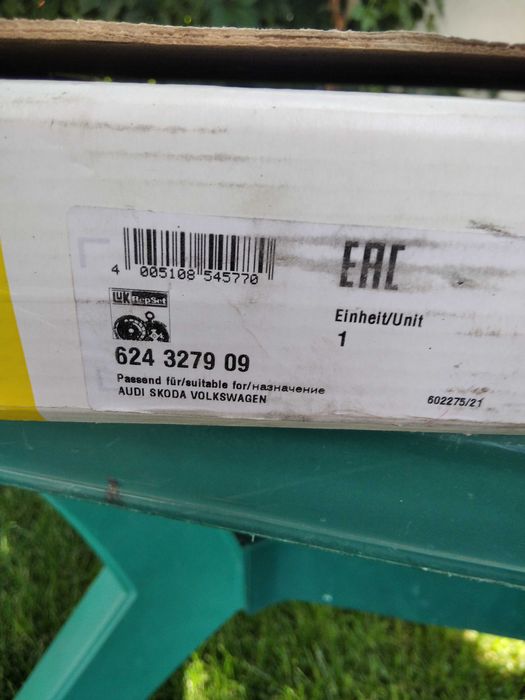 4 005108 545770
EAC
LUK RepSet
Einheit/Unit
1
624 3279 09
Passend für/suitable for/назначение
AUDI SKODA VOLKSWAGEN
602275/21